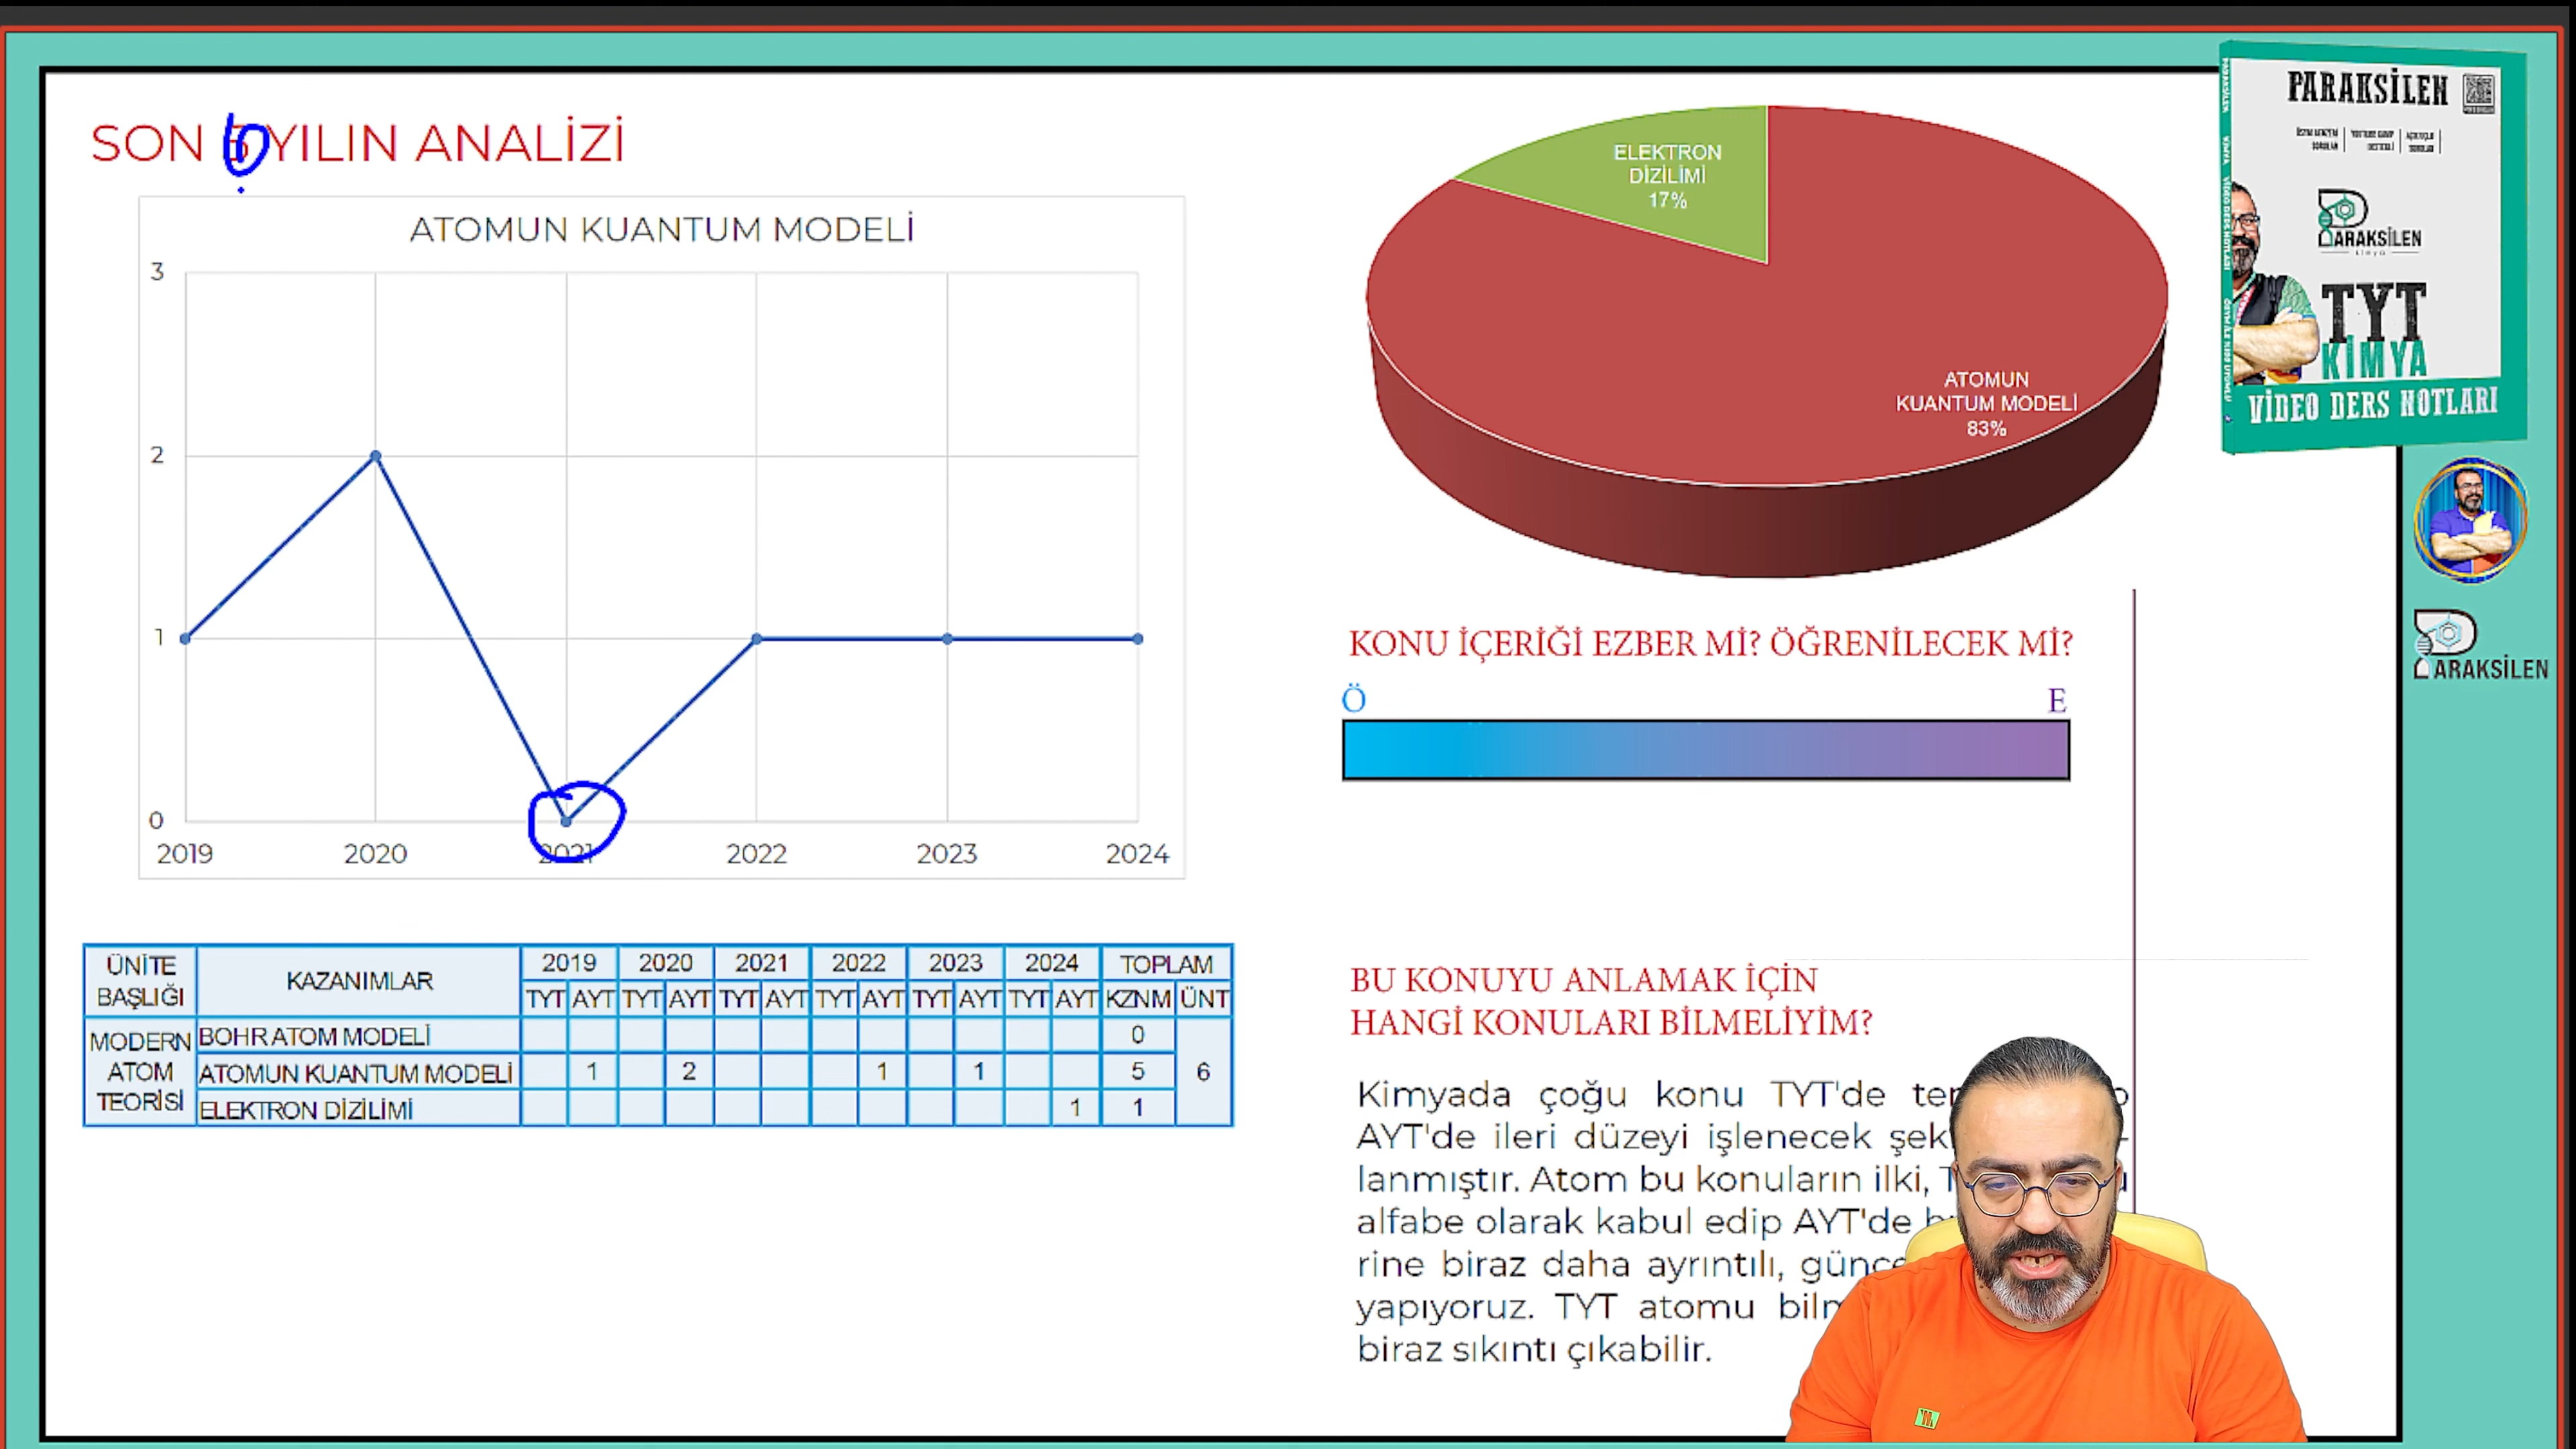 SON 6 YILIN ANALİZİ
ATOMUN KUANTUM MODELİ
3
2
1
0
2019 2020 2021 2022 2023 2024
ÜNİTE BAŞLIĞI KAZANIMLAR 2019 2020 2021 2022 2023 2024 TOPLAM
TYT AYT TYT AYT TYT AYT TYT AYT TYT AYT TYT AYT KZNM ÜNT
MODERN ATOM TEORİSİ
BOHR ATOM MODELİ 0
ATOMUN KUANTUM MODELİ 1 2 1 1 5 6
ELEKTRON DİZİLİMİ 1 1
ELEKTRON
DİZİLİMİ
17%
ATOMUN
KUANTUM MODELİ
83%
KONU İÇERİĞİ EZBER Mİ? ÖĞRENİLECEK Mİ?
Ö E
BU KONUYU ANLAMAK İÇİN
HANGİ KONULARI BİLMELİYİM?
Kimyada çoğu konu TYT'de
AYT'de ileri düzeyi işlenecek
lanmıştır. Atom bu konuların ilki,
alfabe olarak kabul edip AYT'de
rine biraz daha ayrıntılı,
yapıyoruz. TYT atomu
biraz sıkıntı çıkabilir.
PARAKSİLEN
PARAKSİLEN
kimya
TYT
KİMYA
VİDEO DERS NOTLARI
PARAKSİLEN